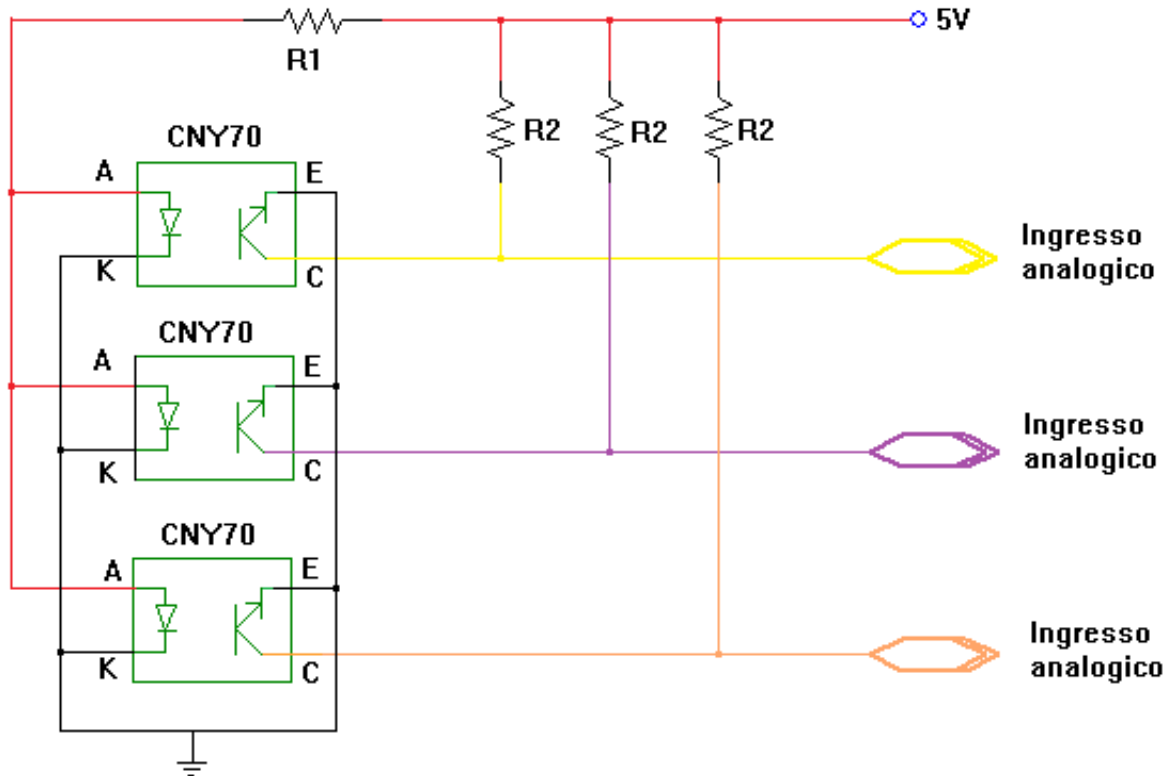 5V
R1
R2
R2
R2
CNY70
A
E
K
C
Ingresso
analogico
CNY70
A
E
K
C
Ingresso
analogico
CNY70
A
E
K
C
Ingresso
analogico